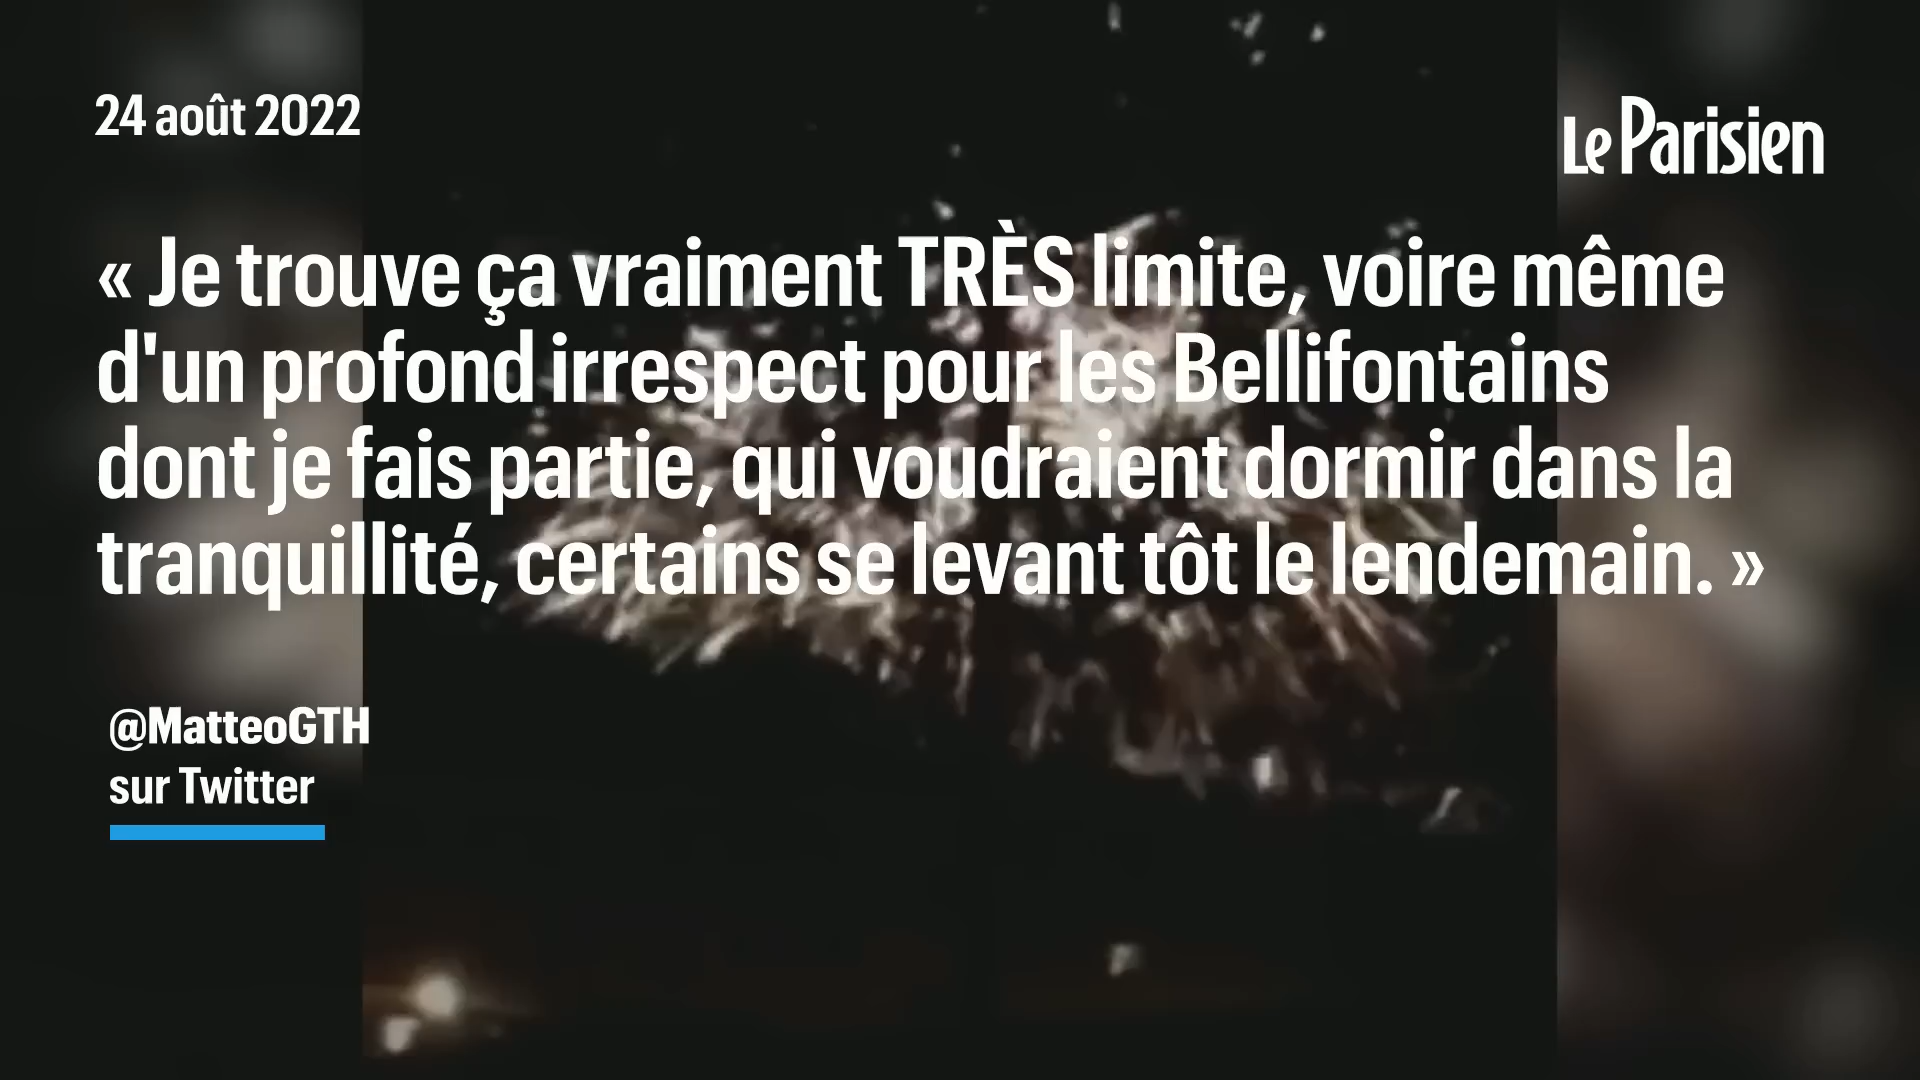 24 août 2022
Le Parisien
« Je trouve ça vraiment TRÈS limite, voire même
d'un profond irrespect pour les Bellifontains
dont je fais partie, qui voudraient dormir dans la
tranquillité, certains se levant tôt le lendemain. »
@MatteoGTH
sur Twitter